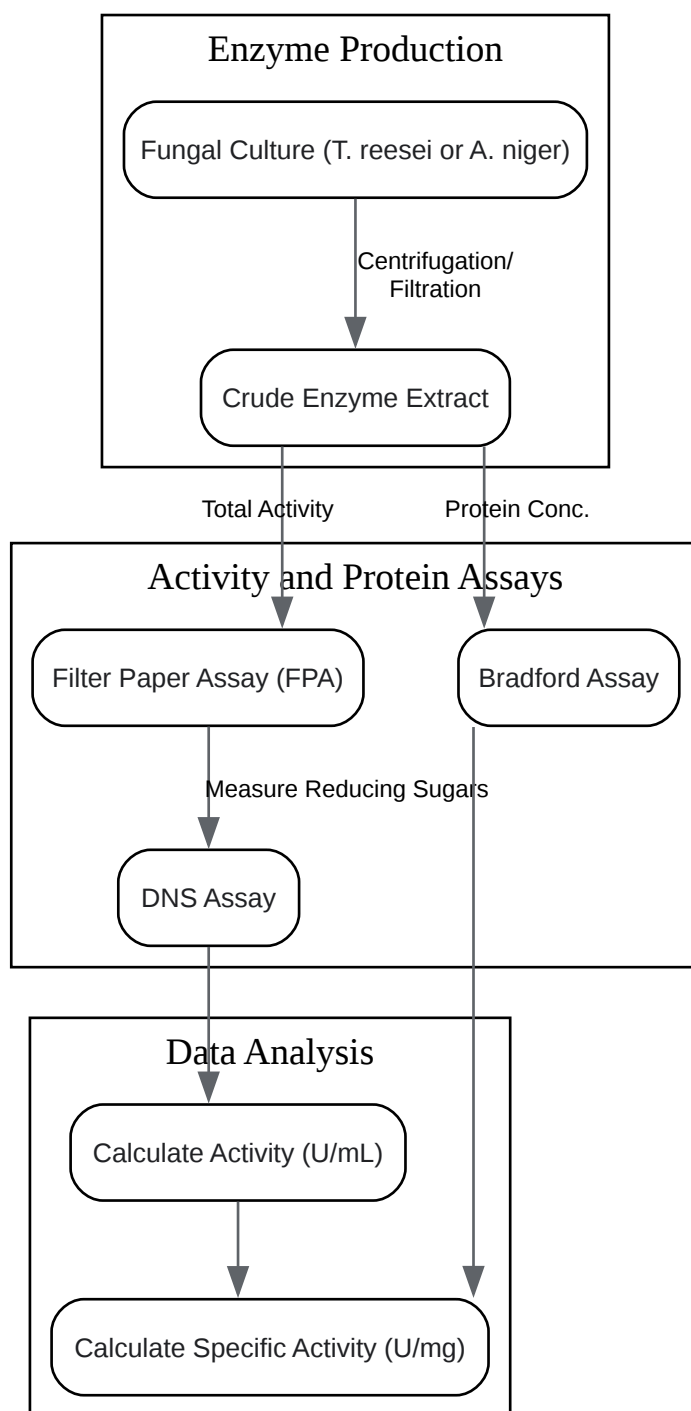 Enzyme Production
Fungal Culture (T. reesei or A. niger)
Centrifugation/
Filtration
Crude Enzyme Extract
Total Activity
Protein Conc.
Activity and Protein Assays
Filter Paper Assay (FPA)
Bradford Assay
Measure Reducing Sugars
DNS Assay
Data Analysis
Calculate Activity (U/mL)
Calculate Specific Activity (U/mg)